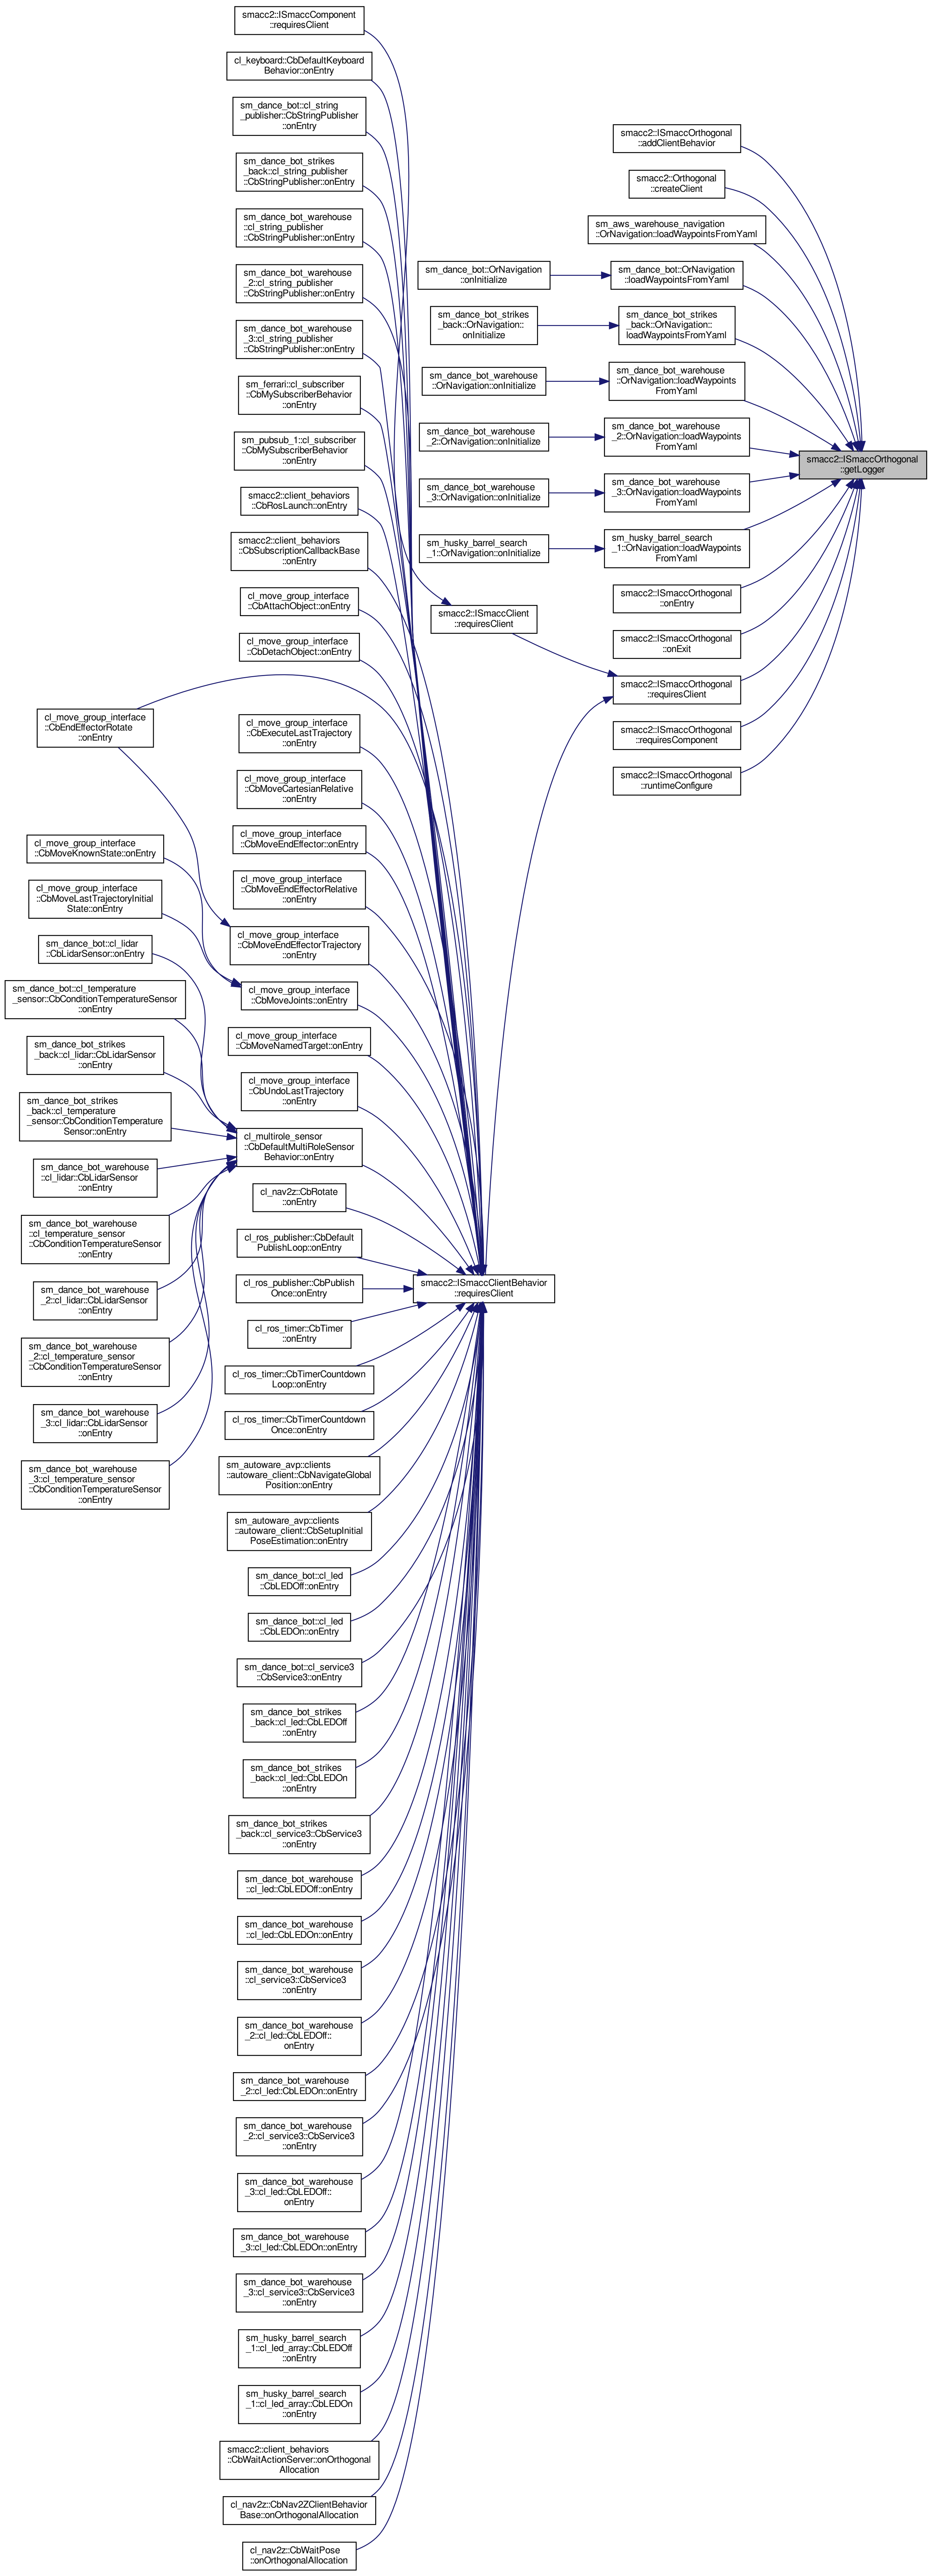 smacc2::ISmaccComponent
::requiresClient
cl_keyboard::CbDefaultKeyboard
Behavior::onEntry
sm_dance_bot::cl_string
_publisher::CbStringPublisher
::onEntry
sm_dance_bot_strikes
_back::cl_string_publisher
::CbStringPublisher::onEntry
sm_dance_bot_warehouse
::cl_string_publisher
::CbStringPublisher::onEntry
sm_dance_bot_warehouse
_2::cl_string_publisher
::CbStringPublisher::onEntry
sm_dance_bot_warehouse
_3::cl_string_publisher
::CbStringPublisher::onEntry
sm_ferrari::cl_subscriber
::CbMySubscriberBehavior
::onEntry
sm_pubsub_1::cl_subscriber
::CbMySubscriberBehavior
::onEntry
smacc2::client_behaviors
::CbRosLaunch::onEntry
smacc2::client_behaviors
::CbSubscriptionCallbackBase
::onEntry
cl_move_group_interface
::CbAttachObject::onEntry
cl_move_group_interface
::CbDetachObject::onEntry
cl_move_group_interface
::CbEndEffectorRotate
::onEntry
cl_move_group_interface
::CbExecuteLastTrajectory
::onEntry
cl_move_group_interface
::CbMoveCartesianRelative
::onEntry
cl_move_group_interface
::CbMoveEndEffector::onEntry
cl_move_group_interface
::CbMoveEndEffectorRelative
::onEntry
cl_move_group_interface
::CbMoveEndEffectorTrajectory
::onEntry
cl_move_group_interface
::CbMoveJoints::onEntry
cl_move_group_interface
::CbMoveKnownState::onEntry
cl_move_group_interface
::CbMoveLastTrajectoryInitial
State::onEntry
cl_move_group_interface
::CbMoveNamedTarget::onEntry
cl_move_group_interface
::CbUndoLastTrajectory
::onEntry
cl_multirole_sensor
::CbDefaultMultiRoleSensor
Behavior::onEntry
sm_dance_bot::cl_lidar
::CbLidarSensor::onEntry
sm_dance_bot::cl_temperature
_sensor::CbConditionTemperatureSensor
::onEntry
sm_dance_bot_strikes
_back::cl_lidar::CbLidarSensor
::onEntry
sm_dance_bot_strikes
_back::cl_temperature
_sensor::CbConditionTemperature
Sensor::onEntry
sm_dance_bot_warehouse
::cl_lidar::CbLidarSensor
::onEntry
sm_dance_bot_warehouse
::cl_temperature_sensor
::CbConditionTemperatureSensor
::onEntry
sm_dance_bot_warehouse
_2::cl_lidar::CbLidarSensor
::onEntry
sm_dance_bot_warehouse
_2::cl_temperature_sensor
::CbConditionTemperatureSensor
::onEntry
sm_dance_bot_warehouse
_3::cl_lidar::CbLidarSensor
::onEntry
sm_dance_bot_warehouse
_3::cl_temperature_sensor
::CbConditionTemperatureSensor
::onEntry
cl_nav2z::CbRotate
::onEntry
cl_ros_publisher::CbDefault
PublishLoop::onEntry
cl_ros_publisher::CbPublish
Once::onEntry
cl_ros_timer::CbTimer
::onEntry
cl_ros_timer::CbTimerCountdown
Loop::onEntry
cl_ros_timer::CbTimerCountdown
Once::onEntry
sm_autoware_avp::clients
::autoware_client::CbNavigateGlobal
Position::onEntry
sm_autoware_avp::clients
::autoware_client::CbSetupInitial
PoseEstimation::onEntry
sm_dance_bot::cl_led
::CbLEDOff::onEntry
sm_dance_bot::cl_led
::CbLEDOn::onEntry
sm_dance_bot::cl_service3
::CbService3::onEntry
sm_dance_bot_strikes
_back::cl_led::CbLEDOff
::onEntry
sm_dance_bot_strikes
_back::cl_led::CbLEDOn
::onEntry
sm_dance_bot_strikes
_back::cl_service3::CbService3
::onEntry
sm_dance_bot_warehouse
::cl_led::CbLEDOff::onEntry
sm_dance_bot_warehouse
::cl_led::CbLEDOn::onEntry
sm_dance_bot_warehouse
::cl_service3::CbService3
::onEntry
sm_dance_bot_warehouse
_2::cl_led::CbLEDOff::
onEntry
sm_dance_bot_warehouse
_2::cl_led::CbLEDOn::onEntry
sm_dance_bot_warehouse
_2::cl_service3::CbService3
::onEntry
sm_dance_bot_warehouse
_3::cl_led::CbLEDOff::
onEntry
sm_dance_bot_warehouse
_3::cl_led::CbLEDOn::onEntry
sm_dance_bot_warehouse
_3::cl_service3::CbService3
::onEntry
sm_husky_barrel_search
_1::cl_led_array::CbLEDOff
::onEntry
sm_husky_barrel_search
_1::cl_led_array::CbLEDOn
::onEntry
smacc2::client_behaviors
::CbWaitActionServer::onOrthogonal
Allocation
cl_nav2z::CbNav2ZClientBehavior
Base::onOrthogonalAllocation
cl_nav2z::CbWaitPose
::onOrthogonalAllocation
smacc2::ISmaccClientBehavior
::requiresClient
smacc2::ISmaccClient
::requiresClient
sm_dance_bot::OrNavigation
::onInitialize
sm_dance_bot_strikes
_back::OrNavigation::
onInitialize
sm_dance_bot_warehouse
::OrNavigation::onInitialize
sm_dance_bot_warehouse
_2::OrNavigation::onInitialize
sm_dance_bot_warehouse
_3::OrNavigation::onInitialize
sm_husky_barrel_search
_1::OrNavigation::onInitialize
smacc2::ISmaccOrthogonal
::addClientBehavior
smacc2::Orthogonal
::createClient
sm_aws_warehouse_navigation
::OrNavigation::loadWaypointsFromYaml
sm_dance_bot::OrNavigation
::loadWaypointsFromYaml
sm_dance_bot_strikes
_back::OrNavigation::
loadWaypointsFromYaml
sm_dance_bot_warehouse
::OrNavigation::loadWaypoints
FromYaml
sm_dance_bot_warehouse
_2::OrNavigation::loadWaypoints
FromYaml
sm_dance_bot_warehouse
_3::OrNavigation::loadWaypoints
FromYaml
sm_husky_barrel_search
_1::OrNavigation::loadWaypoints
FromYaml
smacc2::ISmaccOrthogonal
::onEntry
smacc2::ISmaccOrthogonal
::onExit
smacc2::ISmaccOrthogonal
::requiresClient
smacc2::ISmaccOrthogonal
::requiresComponent
smacc2::ISmaccOrthogonal
::runtimeConfigure
smacc2::ISmaccOrthogonal
::getLogger